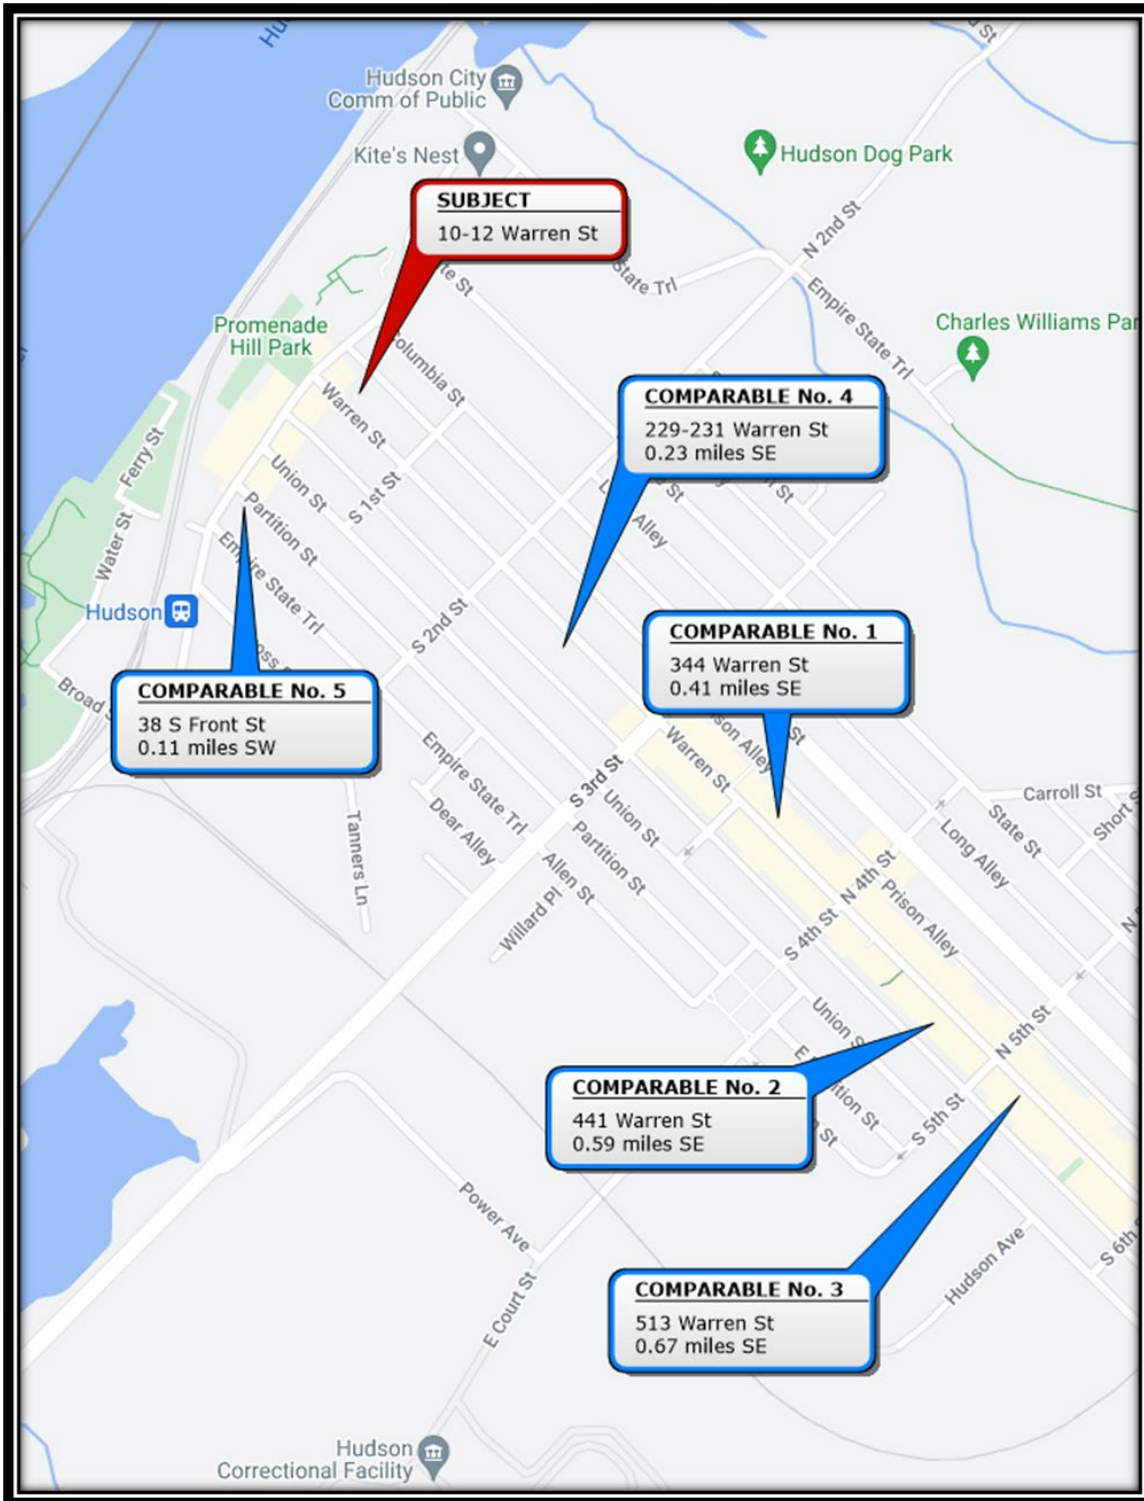 Hudson City
Comm of Public
Kite's Nest
Hudson Dog Park
SUBJECT
10-12 Warren St
N 2nd St
State Trl
Empire State Trl
Charles Williams Par
Promenade
Hill Park
Columbia St
Warren St
COMPARABLE No. 4
229-231 Warren St
0.23 miles SE
Ferry St
Union St
S 1st St
Partition St
Alley
Water St
Empire State Trl
Hudson
S 2nd St
COMPARABLE No. 1
344 Warren St
0.41 miles SE
COMPARABLE No. 5
38 S Front St
0.11 miles SW
Broad
Warren St
Empire State Trl
S 3rd St
Union St
Carroll St
State St
Short S
Dear Alley
Tanners Ln
Partition St
Allen St
Long Alley
Willard Pl
N 4th St
Prison Alley
S 4th St
Union S
N 5th St
COMPARABLE No. 2
441 Warren St
0.59 miles SE
S 5th St
Power Ave
Hudson Ave
S 6th
COMPARABLE No. 3
513 Warren St
0.67 miles SE
E Court St
Hudson
Correctional Facility